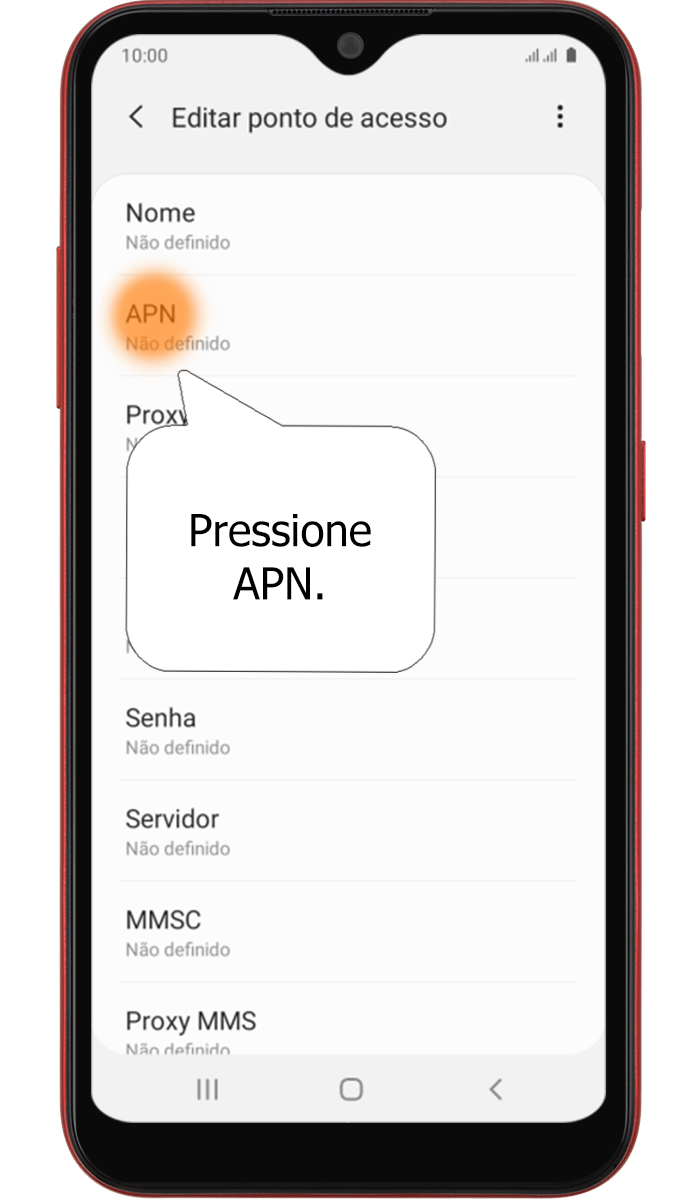 10:00
Editar ponto de acesso
Nome
Não definido
APN
Não definido
Proxy
Pressione
APN.
Senha
Não definido
Servidor
Não definido
MMSC
Não definido
Proxy MMS
Não definido